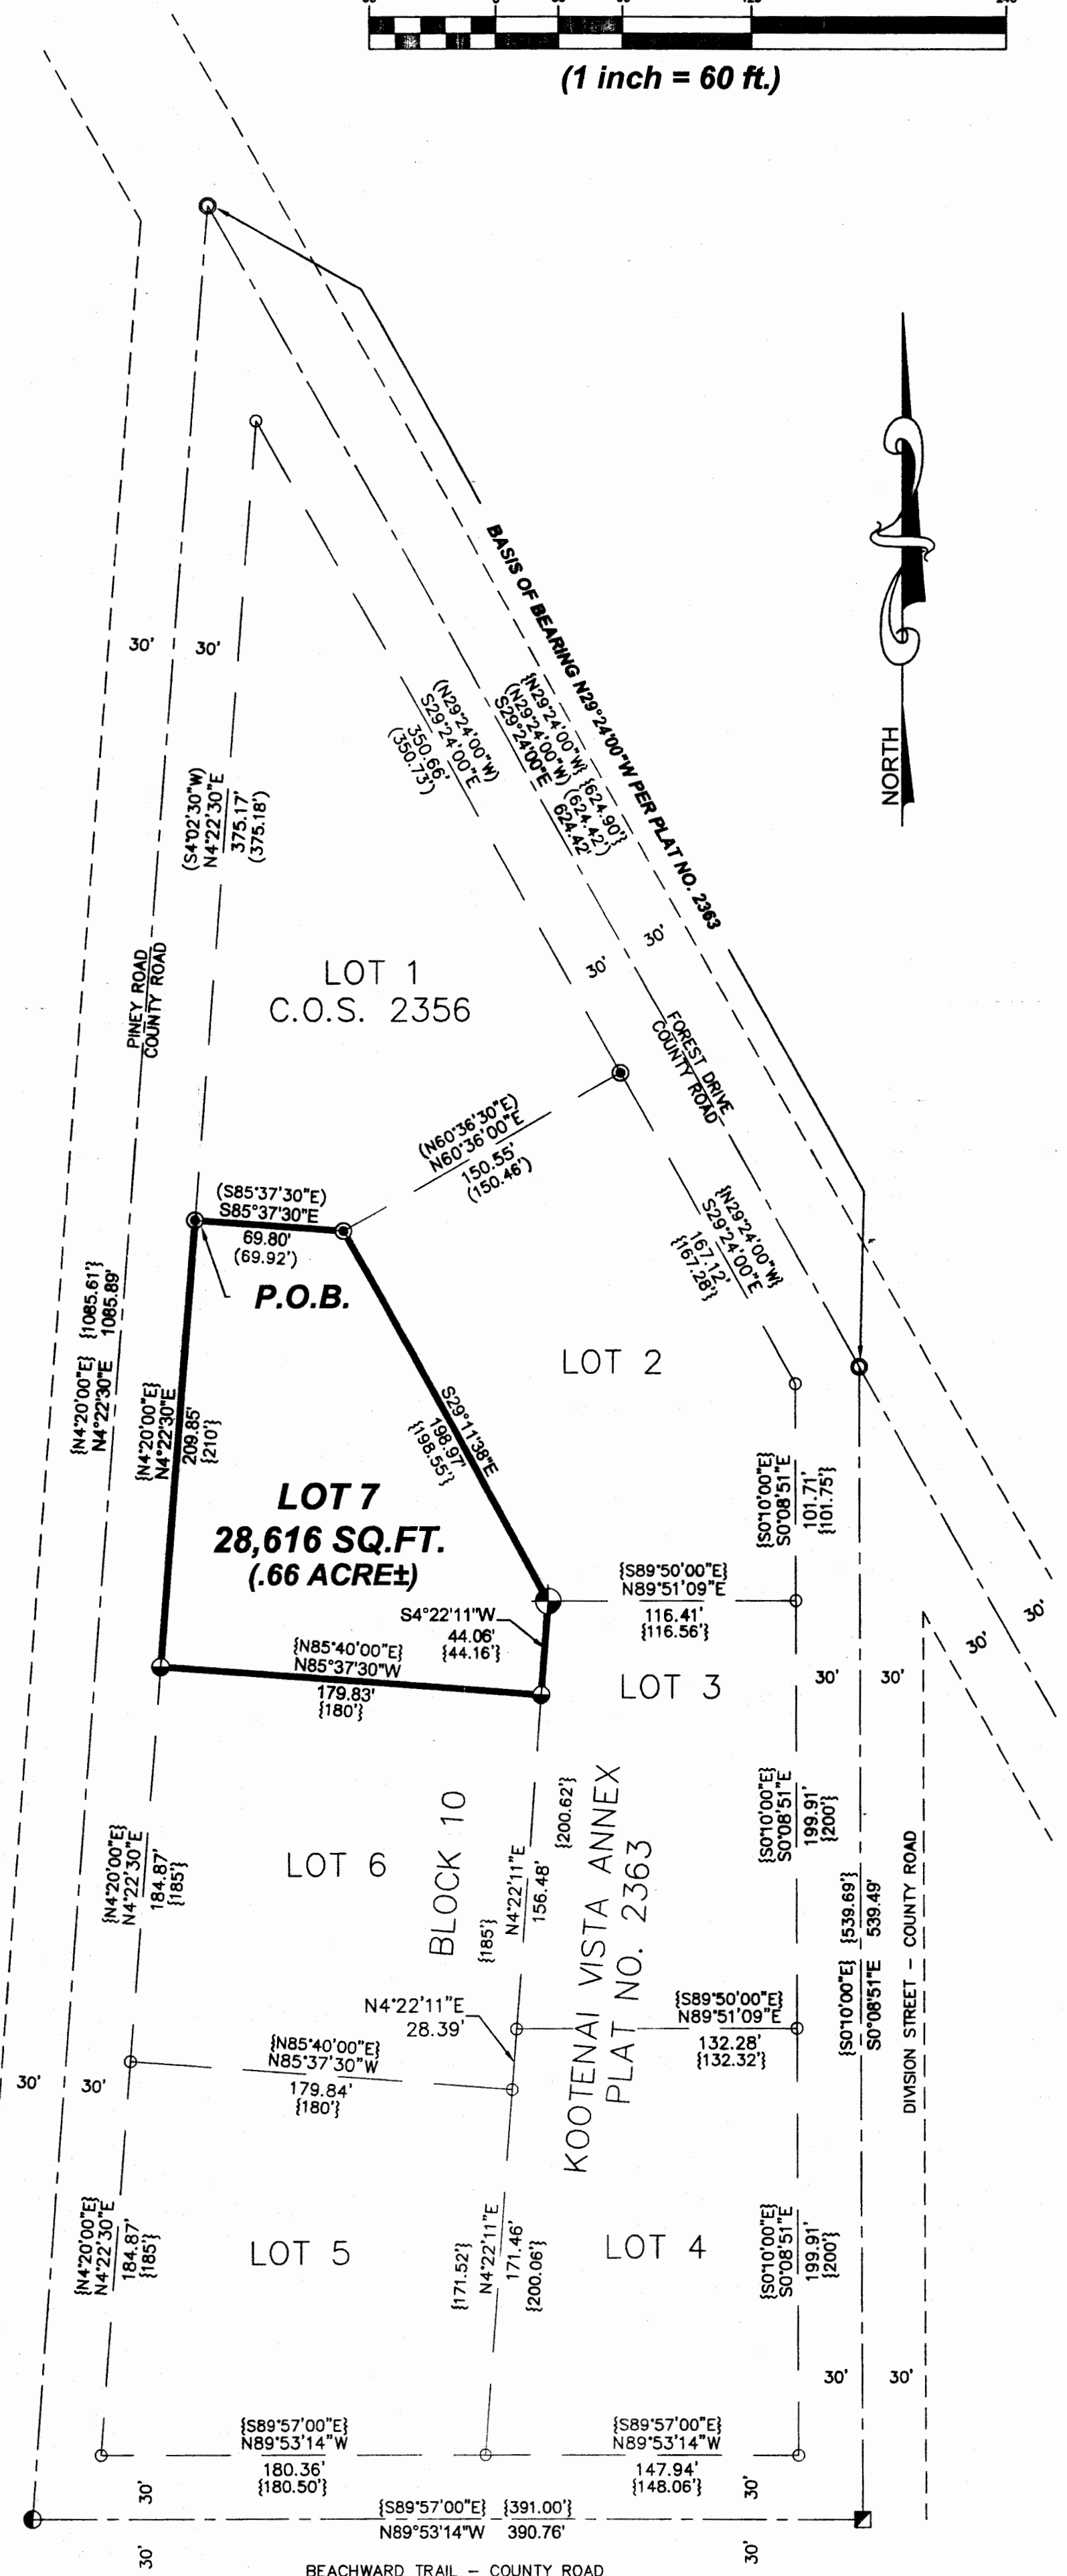 (1 inch = 60 ft.)
BASIS OF BEARING N29°24'00"W PER PLAT NO. 2363
NORTH
30'
30'
(N29°24'00"W)
S29°24'00"E
350.66'
(350.73')
{N29°24'00"W} {624.90'}
(N29°24'00"W) (624.42')
S29°24'00"E 624.42'
(S4°02'30"W)
N4°22'30"E
375.17'
(375.18')
30'
30'
LOT 1
C.O.S. 2356
PINEY ROAD
COUNTY ROAD
FOREST DRIVE
COUNTY ROAD
(N60°36'30"E)
N60°36'00"E
150.55'
(150.46')
(S85°37'30"E)
S85°37'30"E
69.80'
(69.92')
P.O.B.
{N29°24'00"W}
S29°24'00"E
167.12'
{167.28'}
{N4°20'00"E} {1085.61'}
N4°22'30"E 1085.89'
LOT 2
{N4°20'00"E}
N4°22'30"E
209.85'
{210'}
S29°11'38"E
198.97'
{198.55'}
LOT 7
28,616 SQ.FT.
(.66 ACRE±)
{S0°10'00"E}
S0°08'51"E
101.71'
{101.75'}
{S89°50'00"E}
N89°51'09"E
116.41'
{116.56'}
S4°22'11"W
44.06'
{44.16'}
{N85°40'00"E}
N85°37'30"W
179.83'
{180'}
LOT 3
30'
30'
30'
30'
{N4°20'00"E}
N4°22'30"E
184.87'
{185'}
LOT 6
BLOCK 10
{185'}
N4°22'11"E
156.48'
{200.62'}
KOOTENAI VISTA ANNEX
PLAT NO. 2363
{S0°10'00"E}
S0°08'51"E
199.91'
{200'}
{S0°10'00"E} {539.69'}
S0°08'51"E 539.49'
DIVISION STREET - COUNTY ROAD
N4°22'11"E
28.39'
{S89°50'00"E}
N89°51'09"E
132.28'
{132.32'}
{N85°40'00"E}
N85°37'30"W
179.84'
{180'}
30'
30'
{N4°20'00"E}
N4°22'30"E
184.87'
{185'}
LOT 5
{171.52'}
N4°22'11"E
171.46'
{200.06'}
LOT 4
{S0°10'00"E}
S0°08'51"E
199.91'
{200'}
30'
30'
{S89°57'00"E}
N89°53'14"W
180.36'
{180.50'}
{S89°57'00"E}
N89°53'14"W
147.94'
{148.06'}
30'
30'
{S89°57'00"E} {391.00'}
N89°53'14"W 390.76'
30'
30'
BEACHWARD TRAIL - COUNTY ROAD